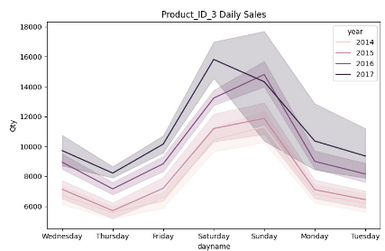 Product_ID_3 Daily Sales
18000
16000
14000
12000
10000
8000
6000
Qty
year
2014
2015
2016
2017
Wednesday Thursday Friday Saturday Sunday Monday Tuesday
dayname